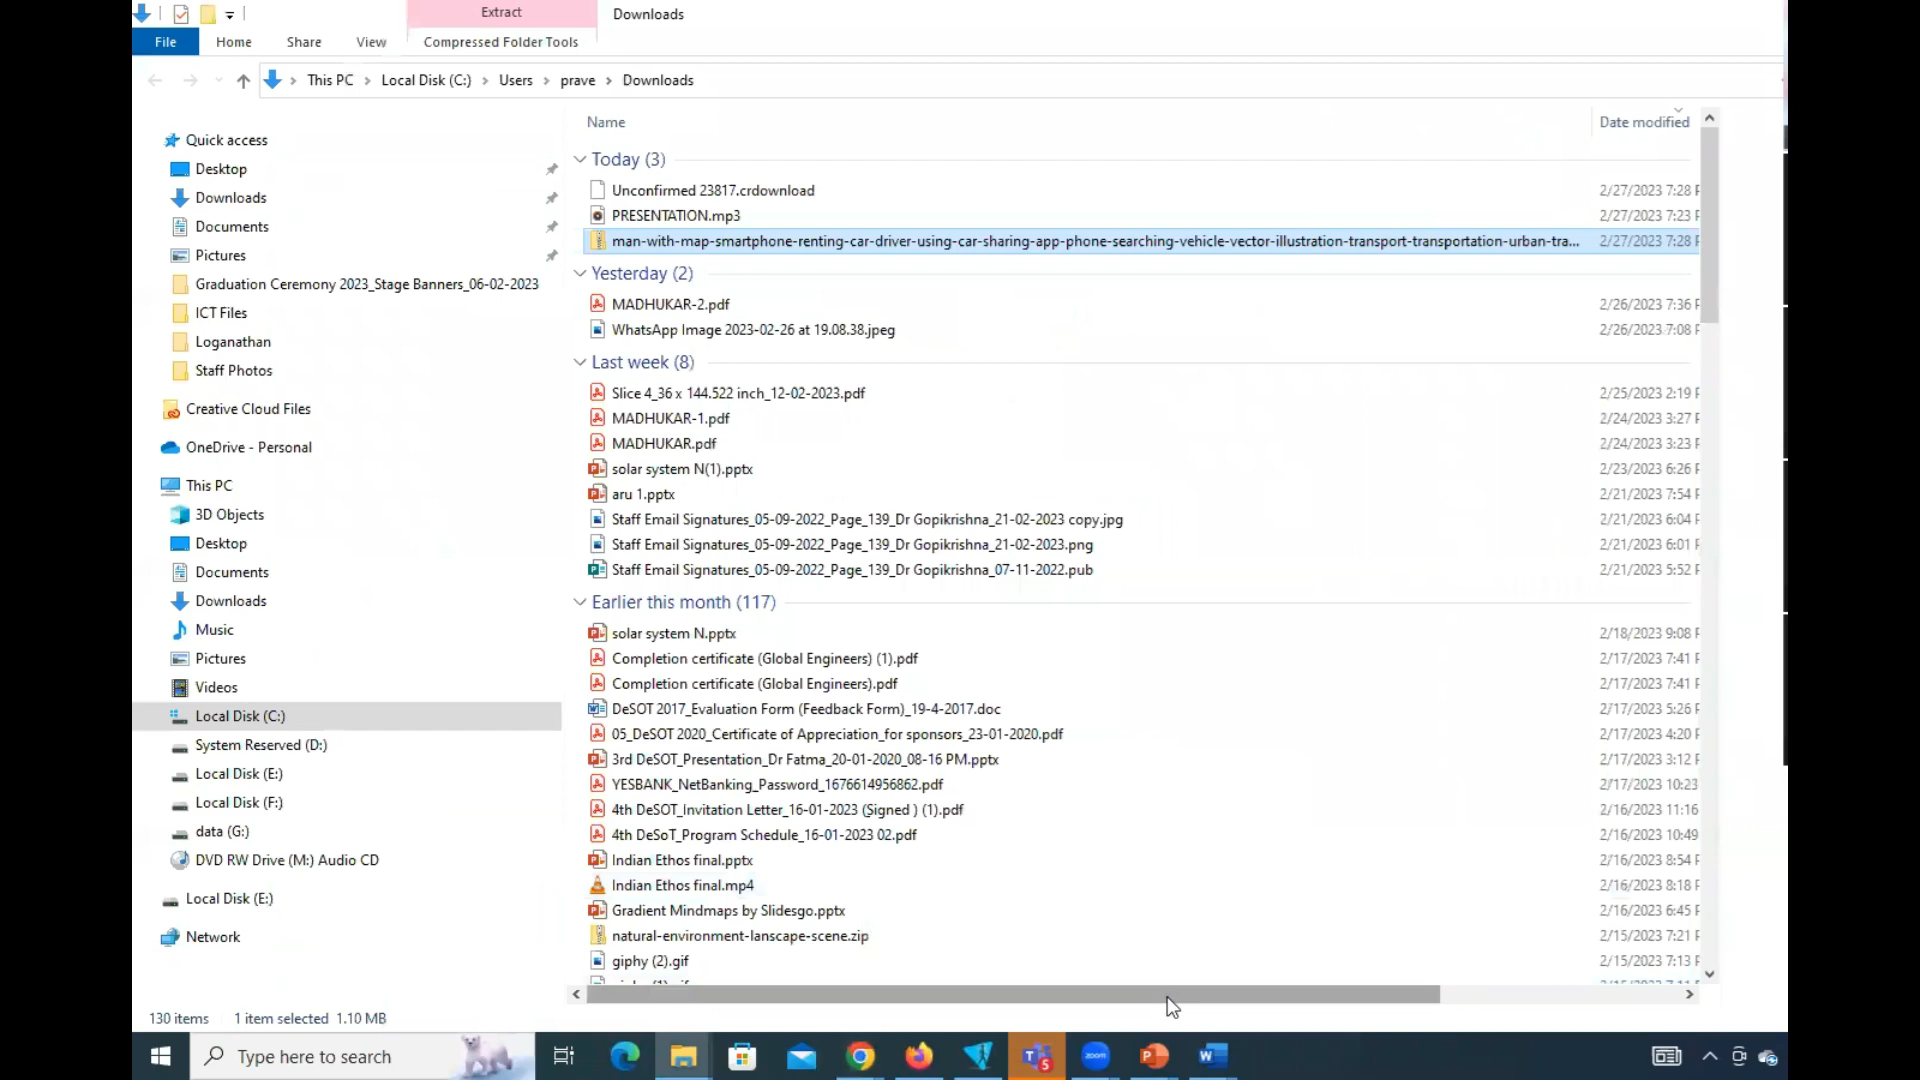 Extract
Downloads
File
Home
Share
View
Compressed Folder Tools
This PC
Local Disk (C:)
Users
prave
Downloads
Name
Date modified
Quick access
Desktop
Downloads
Documents
Pictures
Graduation Ceremony 2023_Stage Banners_06-02-2023
ICT Files
Loganathan
Staff Photos
Creative Cloud Files
OneDrive - Personal
This PC
3D Objects
Desktop
Documents
Downloads
Music
Pictures
Videos
Local Disk (C:)
System Reserved (D:)
Local Disk (E:)
Local Disk (F:)
data (G:)
DVD RW Drive (M:) Audio CD
Local Disk (E:)
Network
Today (3)
Unconfirmed 23817.crdownload 2/27/2023 7:28
PRESENTATION.mp3 2/27/2023 7:23
man-with-map-smartphone-renting-car-driver-using-car-sharing-app-phone-searching-vehicle-vector-illustration-transport-transportation-urban-tra... 2/27/2023 7:28
Yesterday (2)
MADHUKAR-2.pdf 2/26/2023 7:36
WhatsApp Image 2023-02-26 at 19.08.38.jpeg 2/26/2023 7:08
Last week (8)
Slice 4_36 x 144.522 inch_12-02-2023.pdf 2/25/2023 2:19
MADHUKAR-1.pdf 2/24/2023 3:27
MADHUKAR.pdf 2/24/2023 3:23
solar system N(1).pptx 2/23/2023 6:26
aru 1.pptx 2/21/2023 7:54
Staff Email Signatures_05-09-2022_Page_139_Dr Gopikrishna_21-02-2023 copy.jpg 2/21/2023 6:04
Staff Email Signatures_05-09-2022_Page_139_Dr Gopikrishna_21-02-2023.png 2/21/2023 6:01
Staff Email Signatures_05-09-2022_Page_139_Dr Gopikrishna_07-11-2022.pub 2/21/2023 5:52
Earlier this month (117)
solar system N.pptx 2/18/2023 9:08
Completion certificate (Global Engineers) (1).pdf 2/17/2023 7:41
Completion certificate (Global Engineers).pdf 2/17/2023 7:41
DeSOT 2017_Evaluation Form (Feedback Form)_19-4-2017.doc 2/17/2023 5:26
05_DeSOT 2020_Certificate of Appreciation_for sponsors_23-01-2020.pdf 2/17/2023 4:20
3rd DeSOT_Presentation_Dr Fatma_20-01-2020_08-16 PM.pptx 2/17/2023 3:12
YESBANK_NetBanking_Password_1676614956862.pdf 2/17/2023 10:23
4th DeSOT_Invitation Letter_16-01-2023 (Signed ) (1).pdf 2/16/2023 11:16
4th DeSoT_Program Schedule_16-01-2023 02.pdf 2/16/2023 10:49
Indian Ethos final.pptx 2/16/2023 8:54
Indian Ethos final.mp4 2/16/2023 8:18
Gradient Mindmaps by Slidesgo.pptx 2/16/2023 6:45
natural-environment-lanscape-scene.zip 2/15/2023 7:21
giphy (2).gif 2/15/2023 7:13
130 items 1 item selected 1.10 MB
Type here to search
zoom